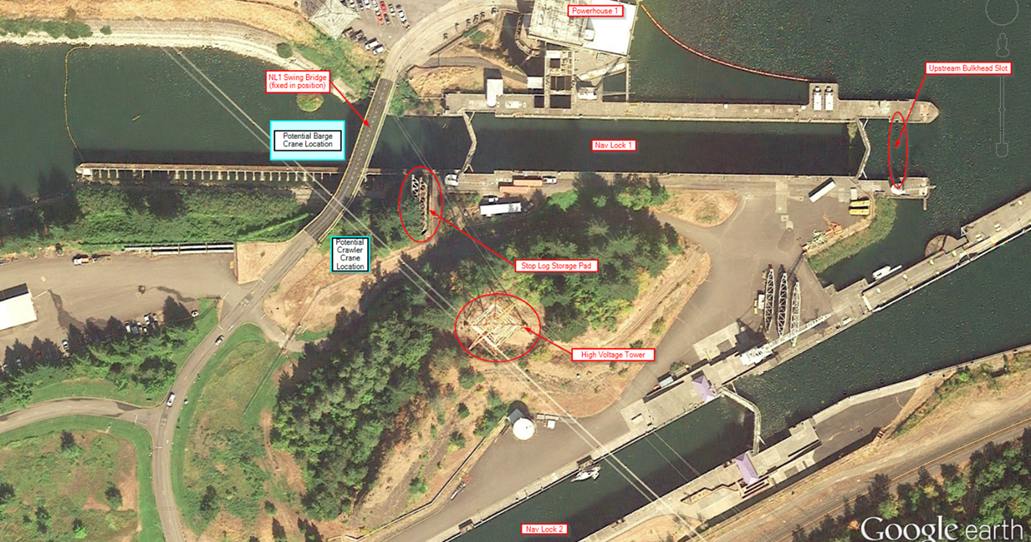 Powerhouse 1
Upstream Bulkhead Slot
NL1 Swing Bridge
(fixed in position)
Potential Barge
Crane Location
Nav Lock 1
Potential
Crawler
Crane
Location
Stop Log Storage Pad
High Voltage Tower
Nav Lock 2
Google earth